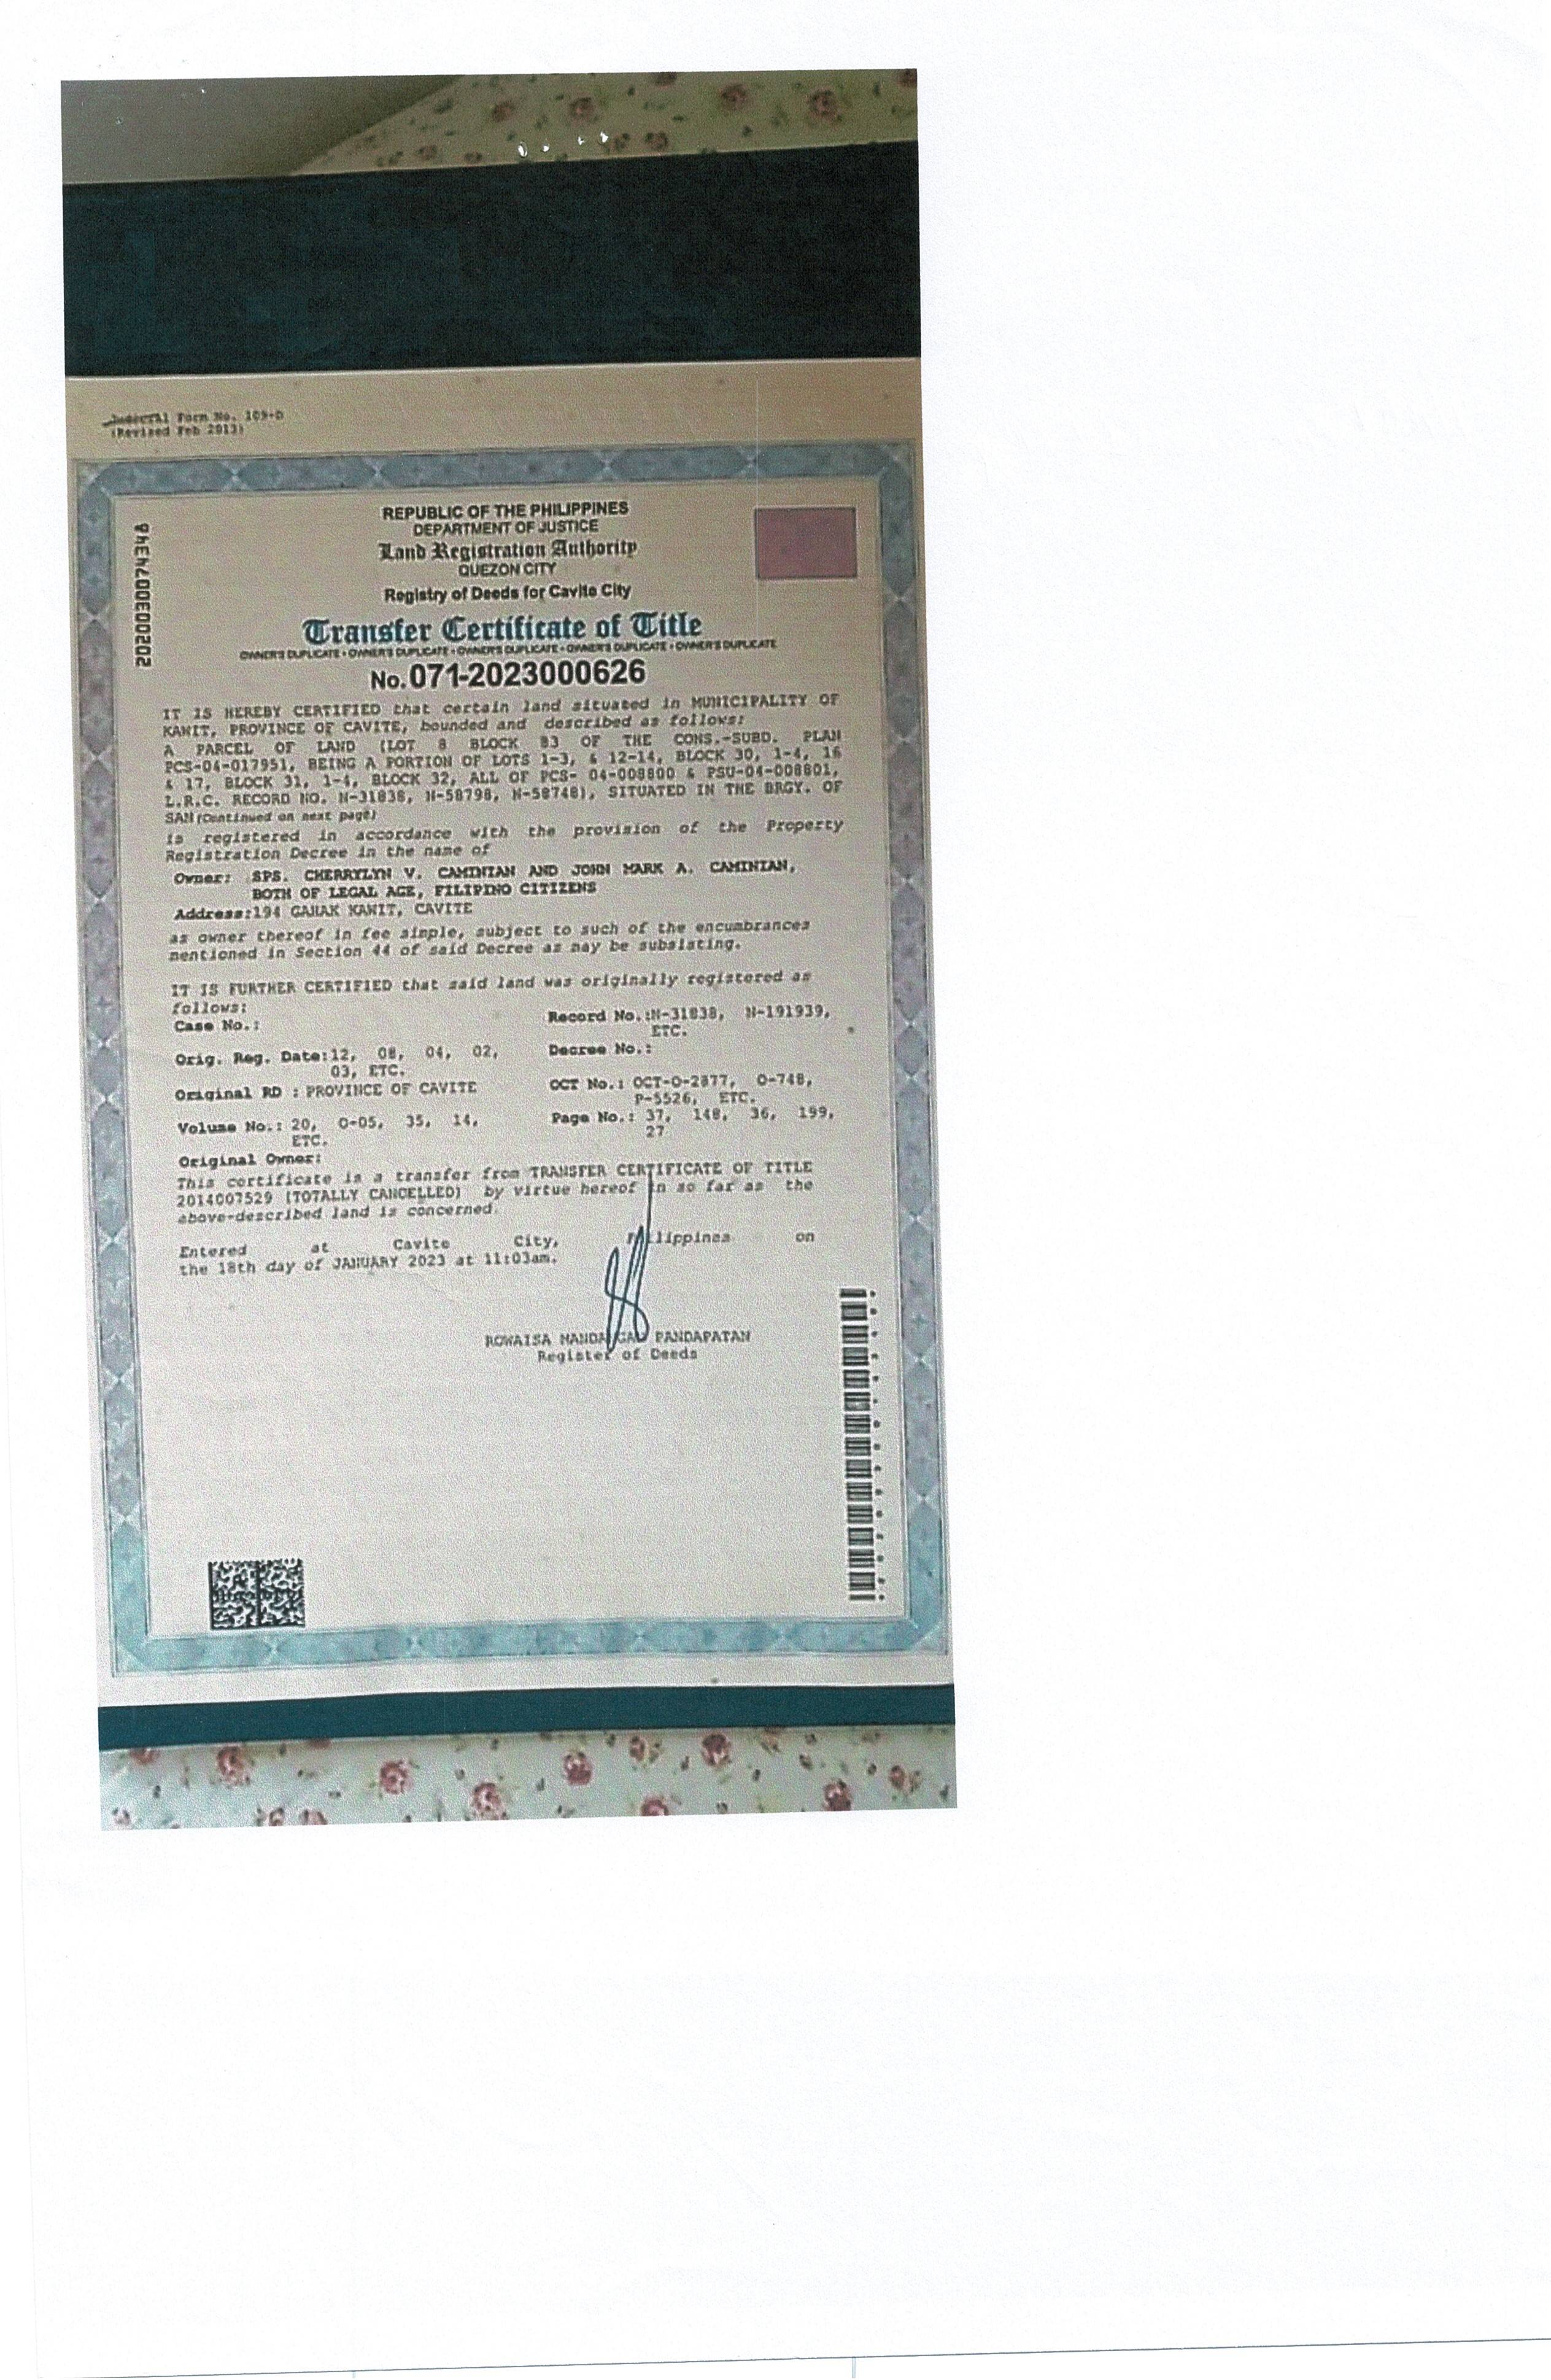 Judicial Form No. 109-D
(Revised Feb 2013)
2020030074348
REPUBLIC OF THE PHILIPPINES
DEPARTMENT OF JUSTICE
Land Registration Authority
QUEZON CITY
Registry of Deeds for Cavite City
Transfer Certificate of Title
OWNER'S DUPLICATE • OWNER'S DUPLICATE • OWNER'S DUPLICATE • OWNER'S DUPLICATE • OWNER'S DUPLICATE
No. 071-2023000626
IT IS HEREBY CERTIFIED that certain land situated in MUNICIPALITY OF
KAWIT, PROVINCE OF CAVITE, bounded and described as follows:
A PARCEL OF LAND (LOT 8 BLOCK 83 OF THE CONS.-SUBD. PLAN
PCS-04-017951, BEING A PORTION OF LOTS 1-3, & 12-14, BLOCK 30, 1-4, 16
& 17, BLOCK 31, 1-4, BLOCK 32, ALL OF PCS- 04-008800 & PSU-04-008801,
L.R.C. RECORD NO. N-31838, N-58798, N-58748), SITUATED IN THE BRGY. OF
SAN (Continued on next page)
is registered in accordance with the provision of the Property
Registration Decree in the name of
Owner: SPS. CHERRYLYN V. CAMINIAN AND JOHN MARK A. CAMINIAN,
BOTH OF LEGAL AGE, FILIPINO CITIZENS
Address:194 GAHAK KAWIT, CAVITE
as owner thereof in fee simple, subject to such of the encumbrances
mentioned in Section 44 of said Decree as may be subsisting.
IT IS FURTHER CERTIFIED that said land was originally registered as
follows:
Case No.:
Record No.:N-31838, N-191939,
ETC.
Orig. Reg. Date:12, 08, 04, 02,
03, ETC.
Decree No.:
Original RD : PROVINCE OF CAVITE
OCT No.: OCT-O-2877, O-748,
P-5526, ETC.
Volume No.: 20, O-05, 35, 14,
ETC.
Page No.: 37, 148, 36, 199,
27
Original Owner:
This certificate is a transfer from TRANSFER CERTIFICATE OF TITLE
2014007529 (TOTALLY CANCELLED) by virtue hereof in so far as the
above-described land is concerned.
Entered at Cavite City, Philippines on
the 18th day of JANUARY 2023 at 11:03am.
ROWAISA PANDAPATAN
Register of Deeds